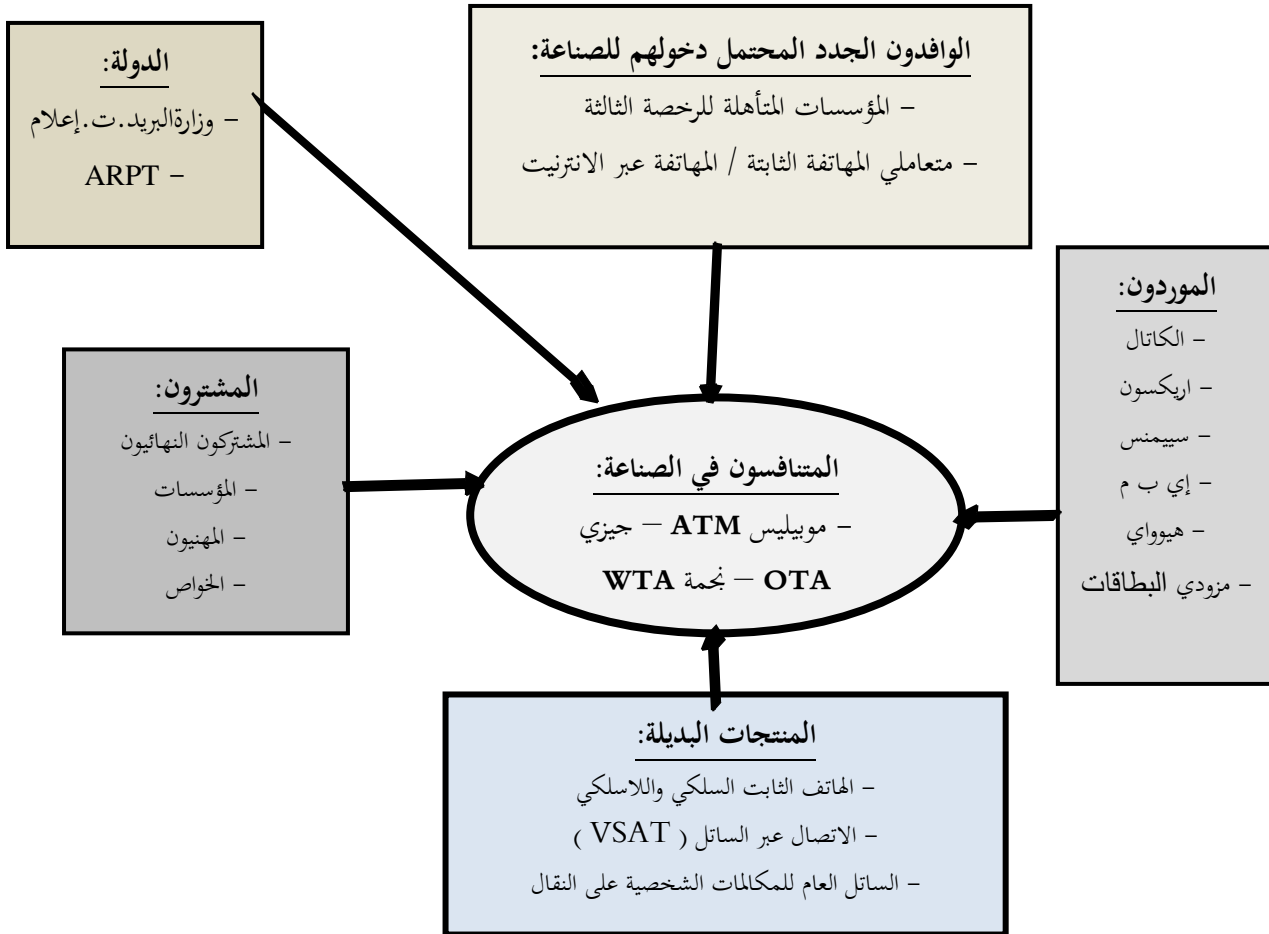 الوافدون الجدد المحتمل دخولهم للصناعة:
– المؤسسات المتأهلة للرخصة الثالثة
– متعاملي المهاتفة الثابتة / المهاتفة عبر الانترنيت
الدولة:
– وزارةالبريد.ت.إعلام
– ARPT
الموردون:
– الكاتال
– اريكسون
– سييمنس
– إي ب م
– هيوواي
– مزودي البطاقات
المشترون:
– المشتركون النهائيون
– المؤسسات
– المهنيون
– الخواص
المتنافسون في الصناعة:
– موبيليس ATM – جيزي
OTA – نجمة WTA
المنتجات البديلة:
– الهاتف الثابت السلكي واللاسلكي
– الاتصال عبر الساتل ( VSAT )
– الساتل العام للمكالمات الشخصية على النقال